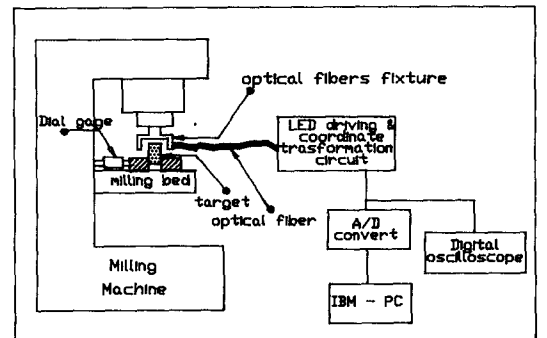 optical fibers fixture
Dial gage
LED driving &
coordinate
trasformation
circuit
milling bed
target
optical fiber
A/D
convert
Digital
oscilloscope
Milling
Machine
IBM - PC